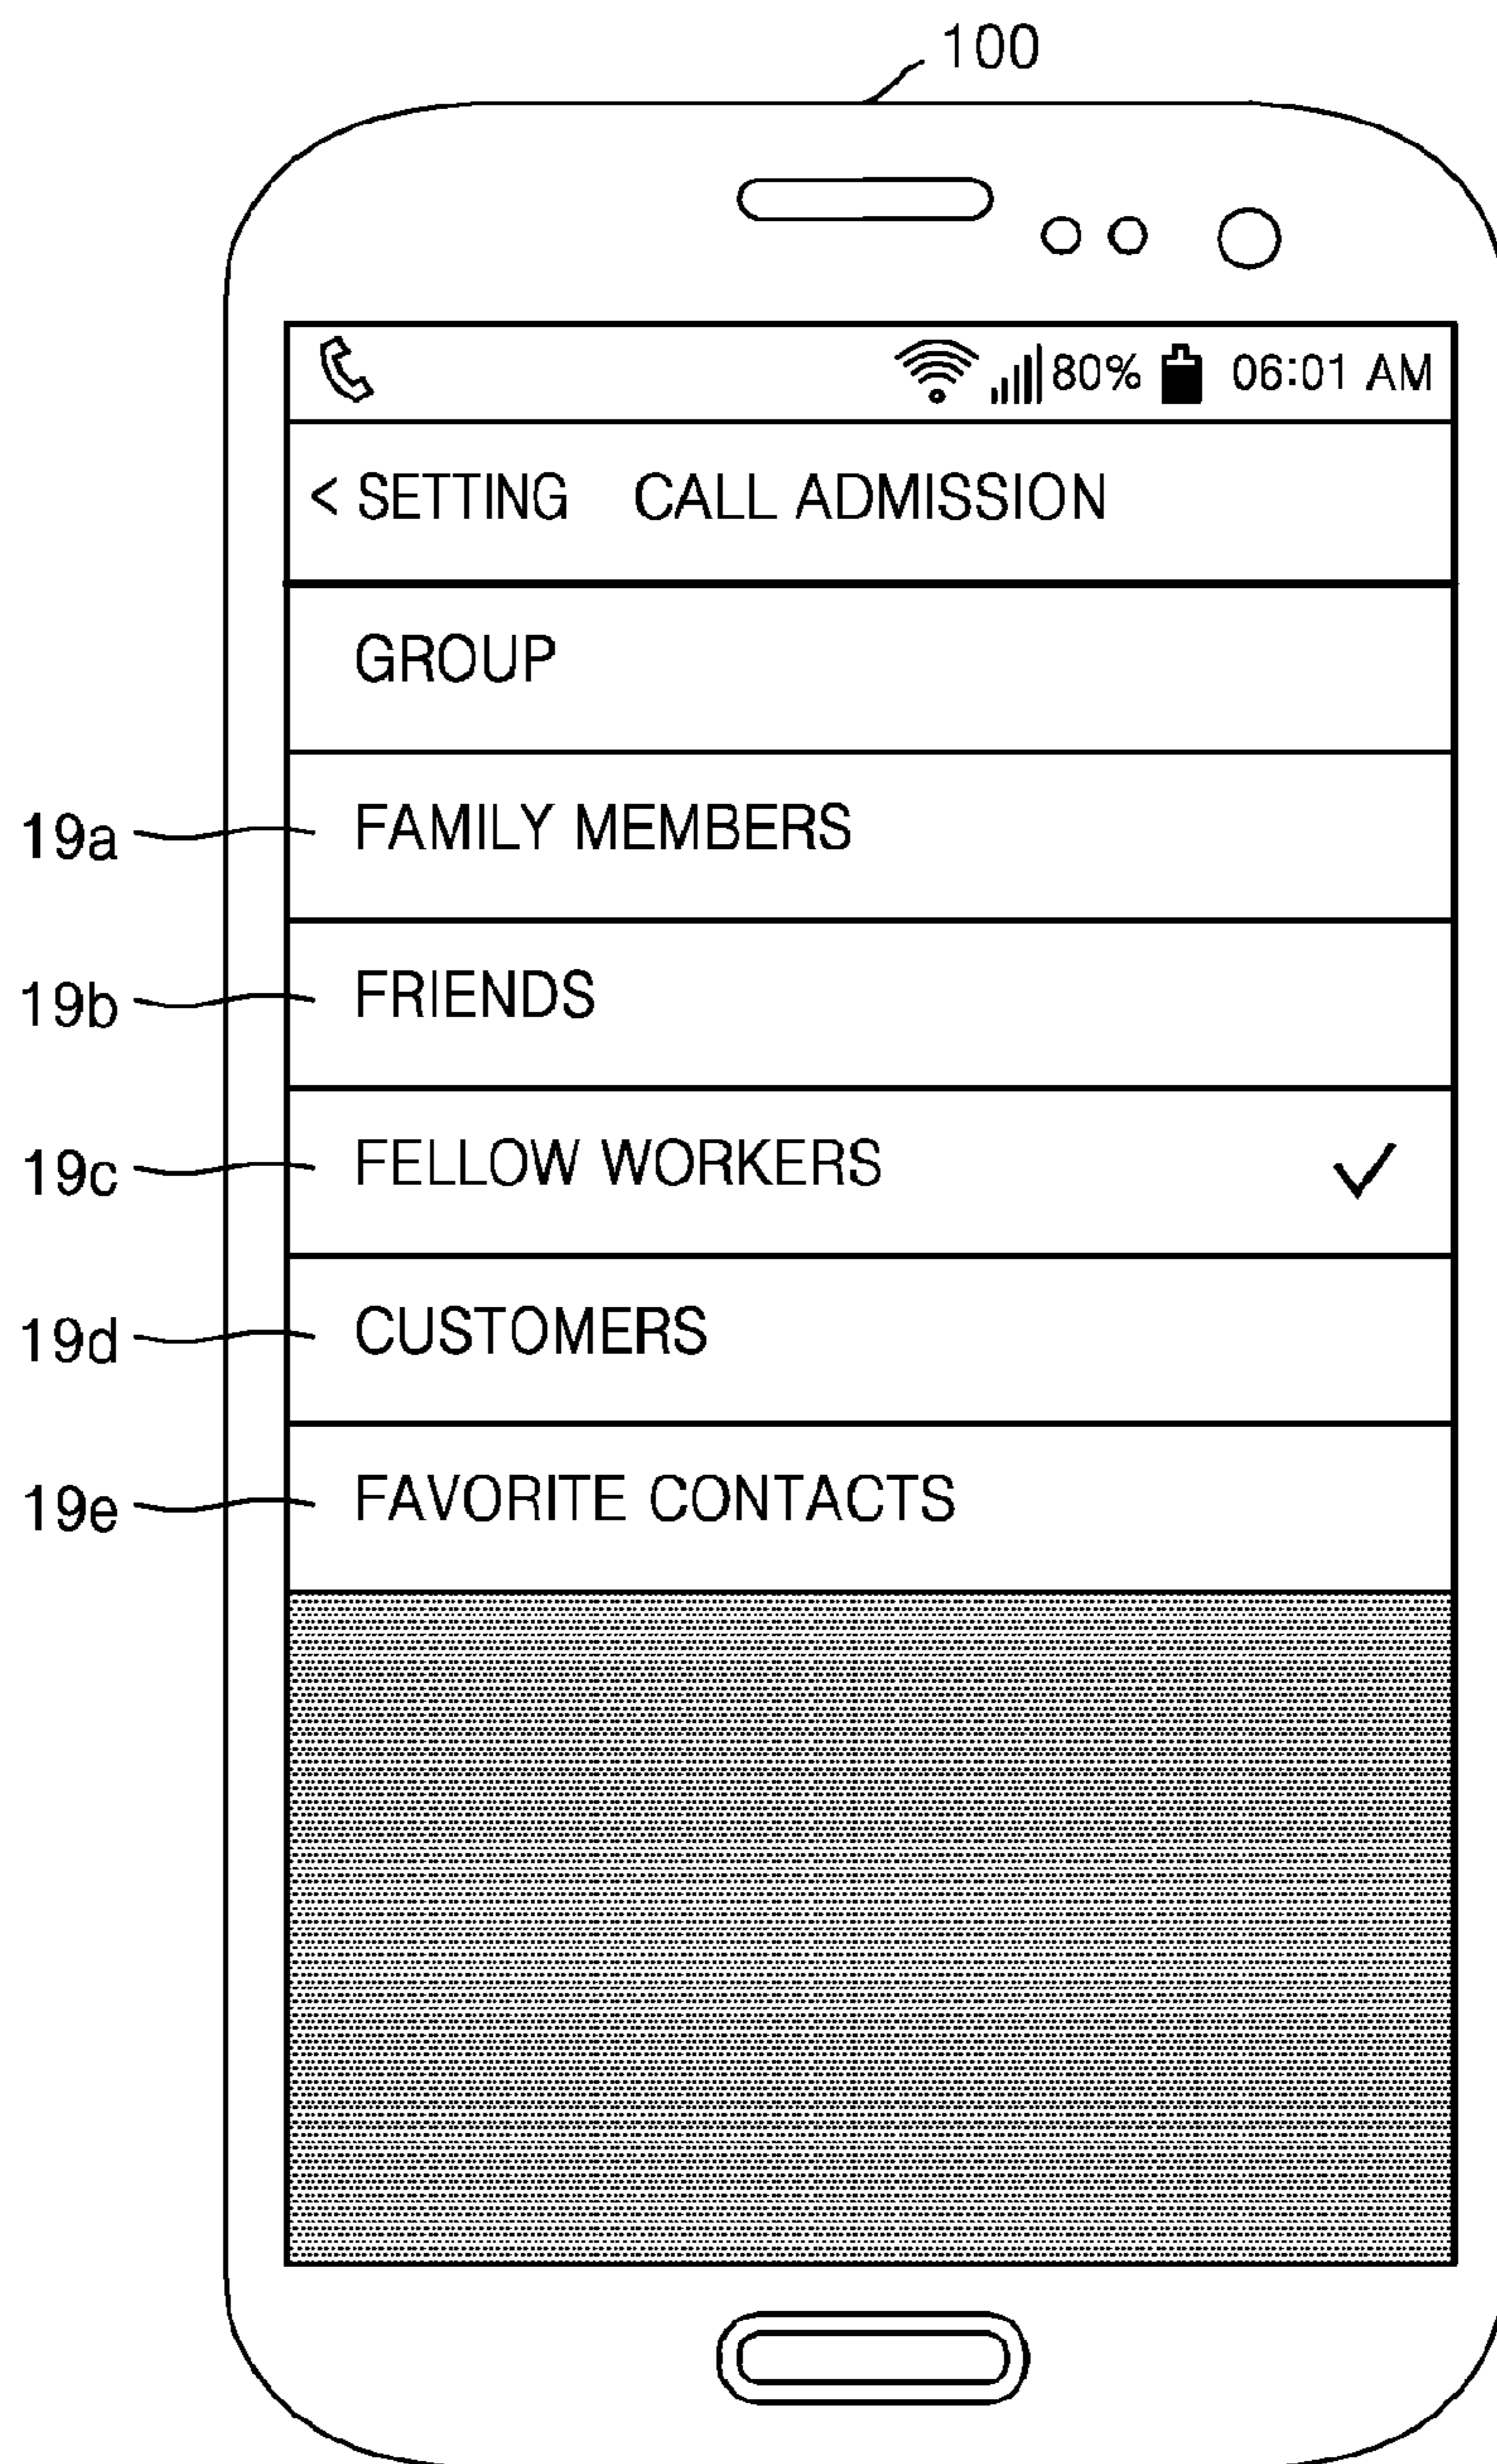 100
80% 06:01 AM
< SETTING CALL ADMISSION
GROUP
19a FAMILY MEMBERS
19b FRIENDS
19c FELLOW WORKERS
19d CUSTOMERS
19e FAVORITE CONTACTS